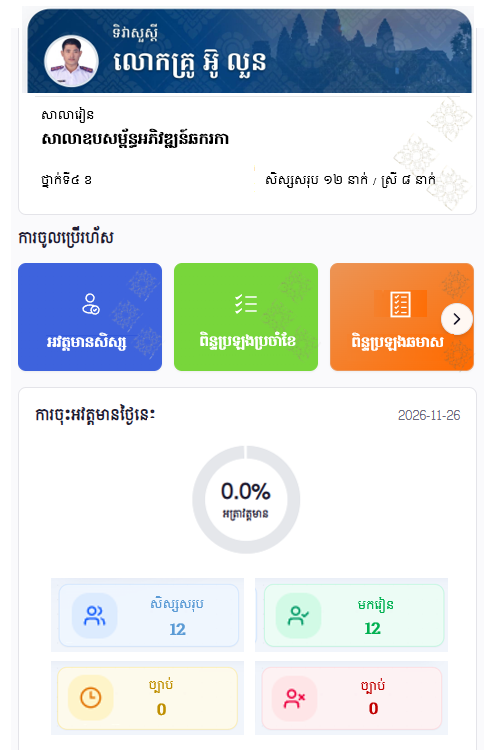 ទិវាសួស្តី
លោកគ្រូ អ៊ូ លួន
សាលារៀន
សាលាឧបសម្ព័ន្ធអភិវឌ្ឍន៍ឆករកា
ថ្នាក់ទី៤ ខ
សិស្សសរុប ១២ នាក់ / ស្រី ៨ នាក់
ការចូលប្រើរហ័ស
អវត្តមានសិស្ស
ពិន្ទុប្រឡងប្រចាំខែ
ពិន្ទុប្រឡងឆមាស
ការចុះអវត្តមានថ្ងៃនេះ
2026-11-26
0.0%
អត្រាវត្តមាន
សិស្សសរុប
12
មករៀន
12
ច្បាប់
0
ច្បាប់
0